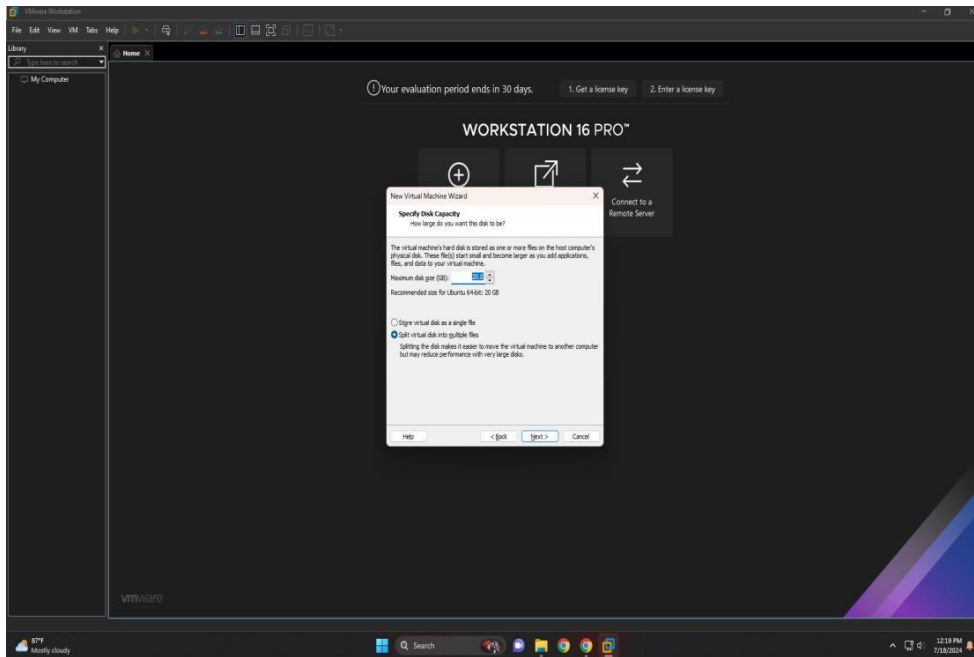 VMware Workstation
File Edit View VM Tabs Help
Library
Type here to search
My Computer
Home
Your evaluation period ends in 30 days.
1. Get a license key
2. Enter a license key
WORKSTATION 16 PRO™
Connect to a
Remote Server
New Virtual Machine Wizard
Specify Disk Capacity
How large do you want this disk to be?
The virtual machine's hard disk is stored as one or more files on the host computer's
physical disk. These file(s) start small and become larger as you add applications,
files, and data to your virtual machine.
Maximum disk size (GB): 20.0
Recommended size for Ubuntu 64-bit: 20 GB
Store virtual disk as a single file
Split virtual disk into multiple files
Splitting the disk makes it easier to move the virtual machine to another computer
but may reduce performance with very large disks.
Help
< Back
Next >
Cancel
vmware
87°F
Mostly cloudy
Search
12:19 PM
7/18/2024